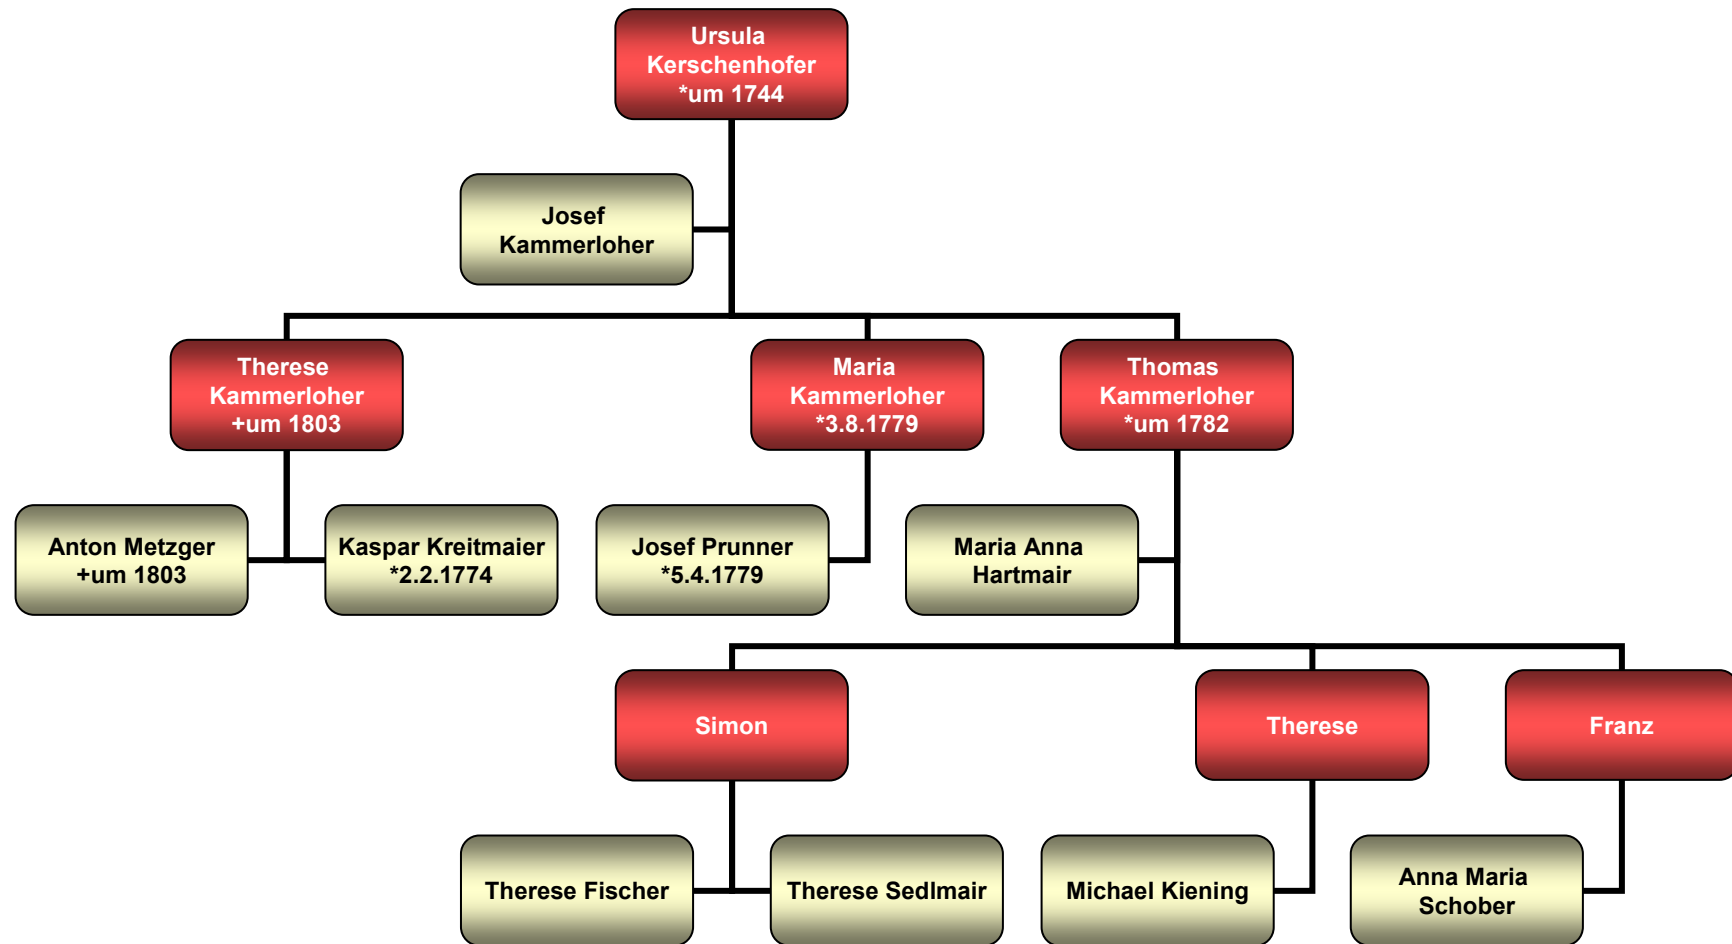 Ursula
Kerschenhofer
*um 1744
Josef
Kammerloher
Therese
Kammerloher
+um 1803
Maria
Kammerloher
*3.8.1779
Thomas
Kammerloher
*um 1782
Anton Metzger
+um 1803
Kaspar Kreitmaier
*2.2.1774
Josef Prunner
*5.4.1779
Maria Anna
Hartmair
Simon
Therese
Franz
Therese Fischer
Therese Sedlmair
Michael Kiening
Anna Maria
Schober